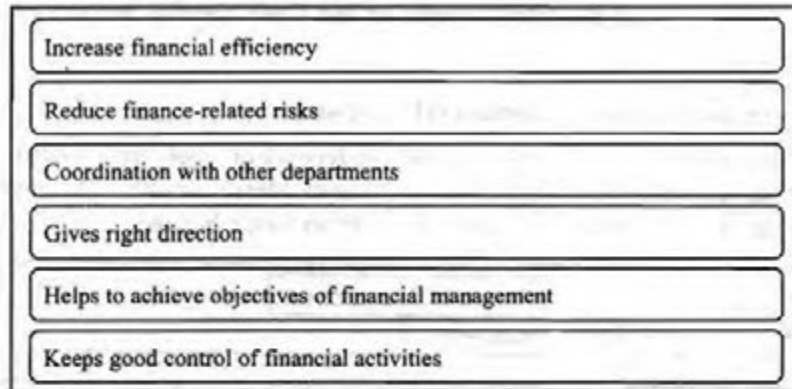 Increase financial efficiency
Reduce finance-related risks
Coordination with other departments
Gives right direction
Helps to achieve objectives of financial management
Keeps good control of financial activities